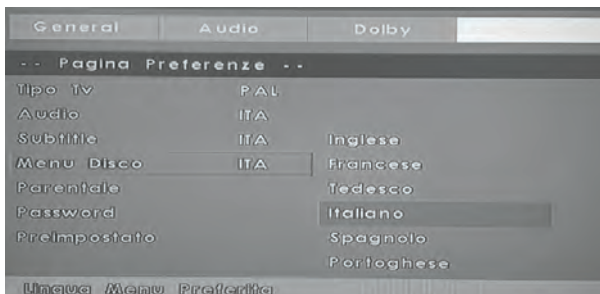 General Audio Dolby
-- Pagina Preferenze --
Tipo Tv PAL
Audio ITA
Subtitle ITA Inglese
Menu Disco ITA Francese
Parentale Tedesco
Password Italiano
Preimpostato Spagnolo
Portoghese
Lingua Menu Preferita